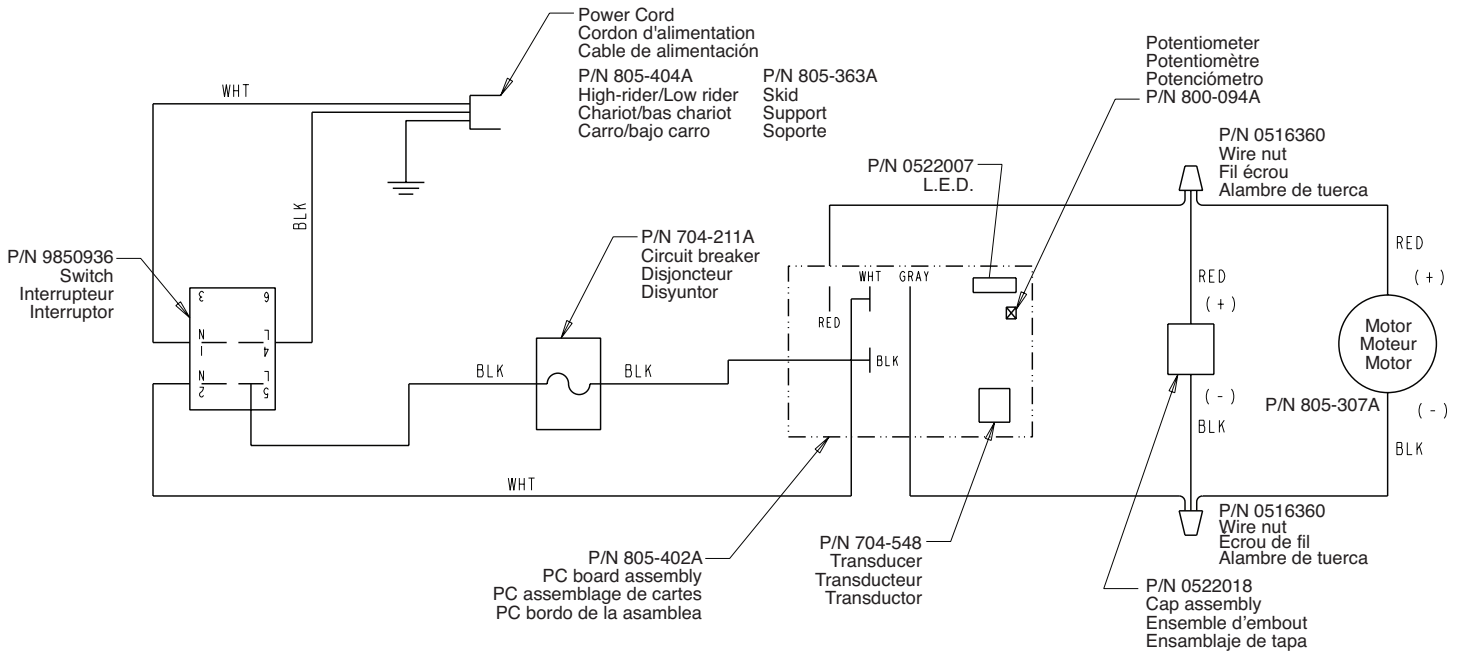 Power Cord
Cordon d'alimentation
Cable de alimentación
P/N 805-404A
High-rider/Low rider
Chariot/bas chariot
Carro/bajo carro
P/N 805-363A
Skid
Support
Soporte
Potentiometer
Potentiomètre
Potenciómetro
P/N 800-094A
WHT
BLK
P/N 0516360
Wire nut
Fil écrou
Alambre de tuerca
P/N 0522007
L.E.D.
P/N 9850936
Switch
Interrupteur
Interruptor
P/N 704-211A
Circuit breaker
Disjoncteur
Disyuntor
3
6
N
L
1
4
N
L
2
5
BLK
BLK
WHT
GRAY
RED
BLK
RED
(+)
RED
(+)
Motor
Moteur
Motor
P/N 805-307A
(-)
BLK
(-)
BLK
WHT
P/N 805-402A
PC board assembly
PC assemblage de cartes
PC bordo de la asamblea
P/N 704-548
Transducer
Transducteur
Transductor
P/N 0516360
Wire nut
Écrou de fil
Alambre de tuerca
P/N 0522018
Cap assembly
Ensemble d'embout
Ensamblaje de tapa